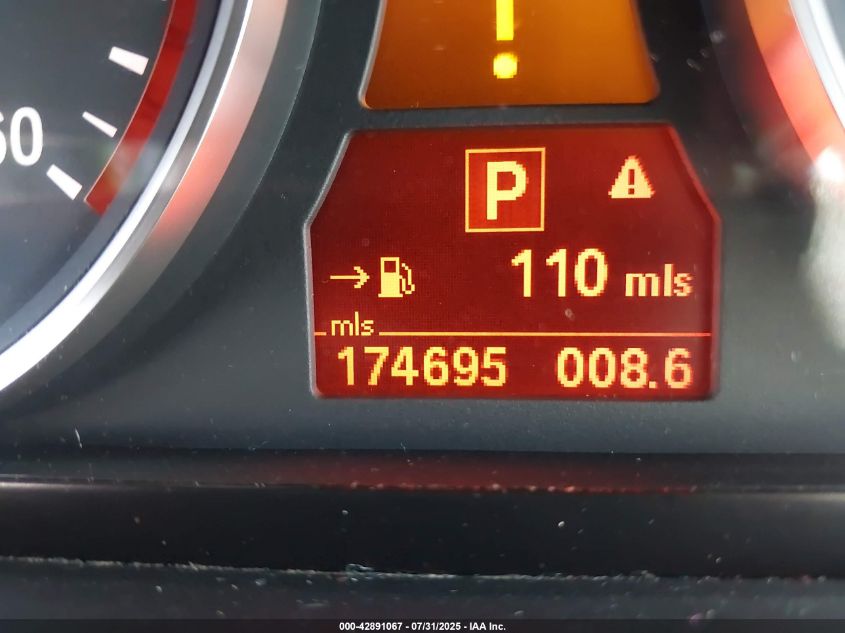 !
60
P !
→ 110 mls
mls
174695 008.6
000-42891067 - 07/31/2025 - IAA Inc.